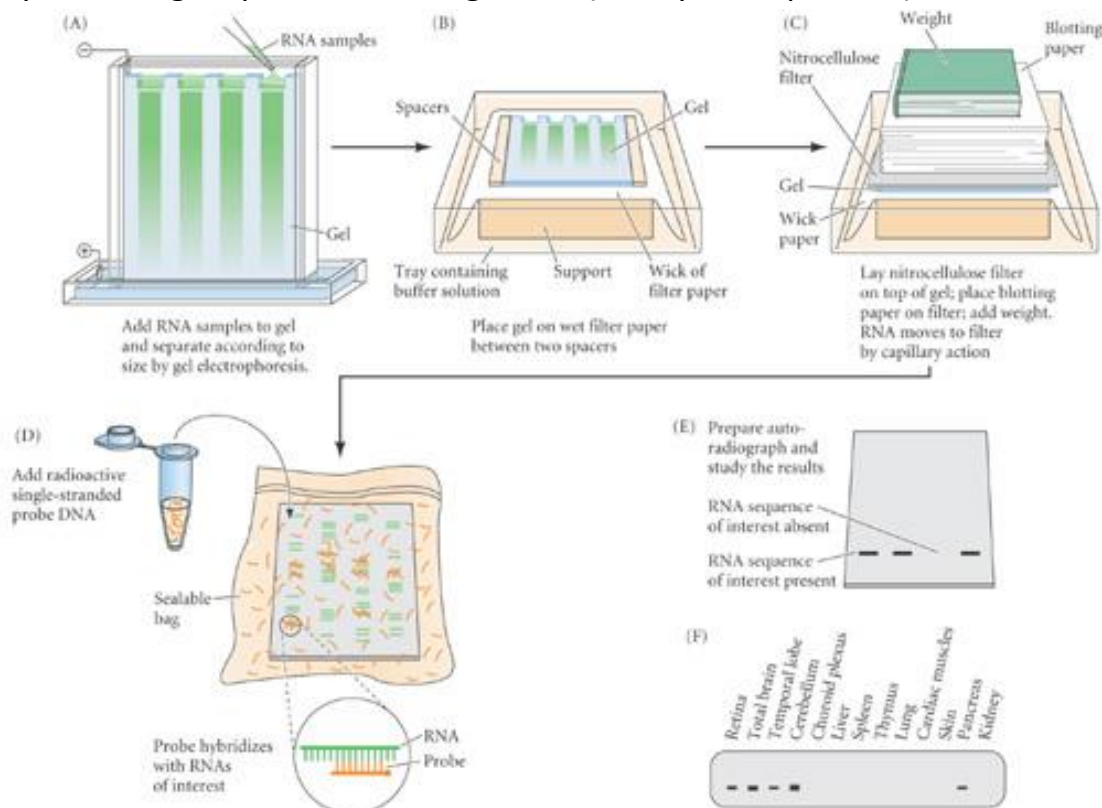 (A)
RNA samples
⊖
⊕
Gel
Add RNA samples to gel
and separate according to
size by gel electrophoresis.
(B)
Spacers
Gel
Tray containing
buffer solution
Support
Wick of
filter paper
Place gel on wet filter paper
between two spacers
(C)
Weight
Blotting
paper
Nitrocellulose
filter
Gel
Wick
paper
Lay nitrocellulose filter
on top of gel; place blotting
paper on filter; add weight.
RNA moves to filter
by capillary action
(D)
Add radioactive
single-stranded
probe DNA
Sealable
bag
Probe hybridizes
with RNAs
of interest
RNA
Probe
(E)
Prepare auto-
radiograph and
study the results
RNA sequence
of interest absent
RNA sequence
of interest present
(F)
Retina
Total brain
Temporal lobe
Cerebellum
Choroid plexus
Liver
Spleen
Thymus
Lung
Cardiac muscles
Skin
Pancreas
Kidney